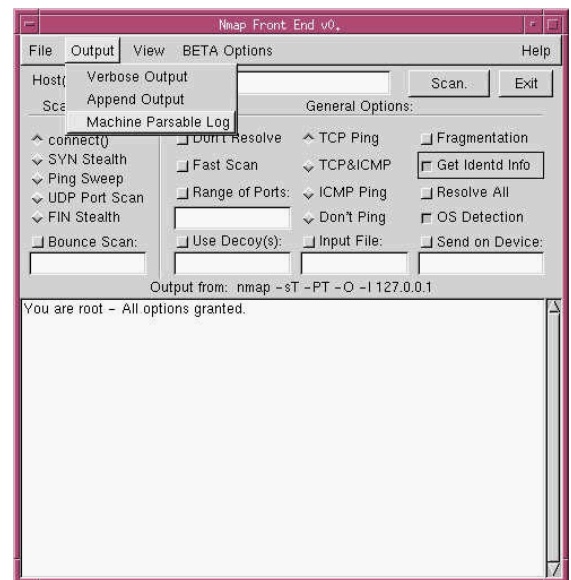 Nmap Front End v0.
File Output View BETA Options Help
Verbose Output
Append Output
Machine Parsable Log
Host(
Scan. Exit
Sca General Options:
connect() Don't Resolve TCP Ping Fragmentation
SYN Stealth Fast Scan TCP&ICMP Get Identd Info
Ping Sweep
UDP Port Scan Range of Ports: ICMP Ping Resolve All
FIN Stealth Don't Ping OS Detection
Bounce Scan: Use Decoy(s): Input File: Send on Device:
Output from: nmap -sT -PT -O -I 127.0.0.1
You are root - All options granted.